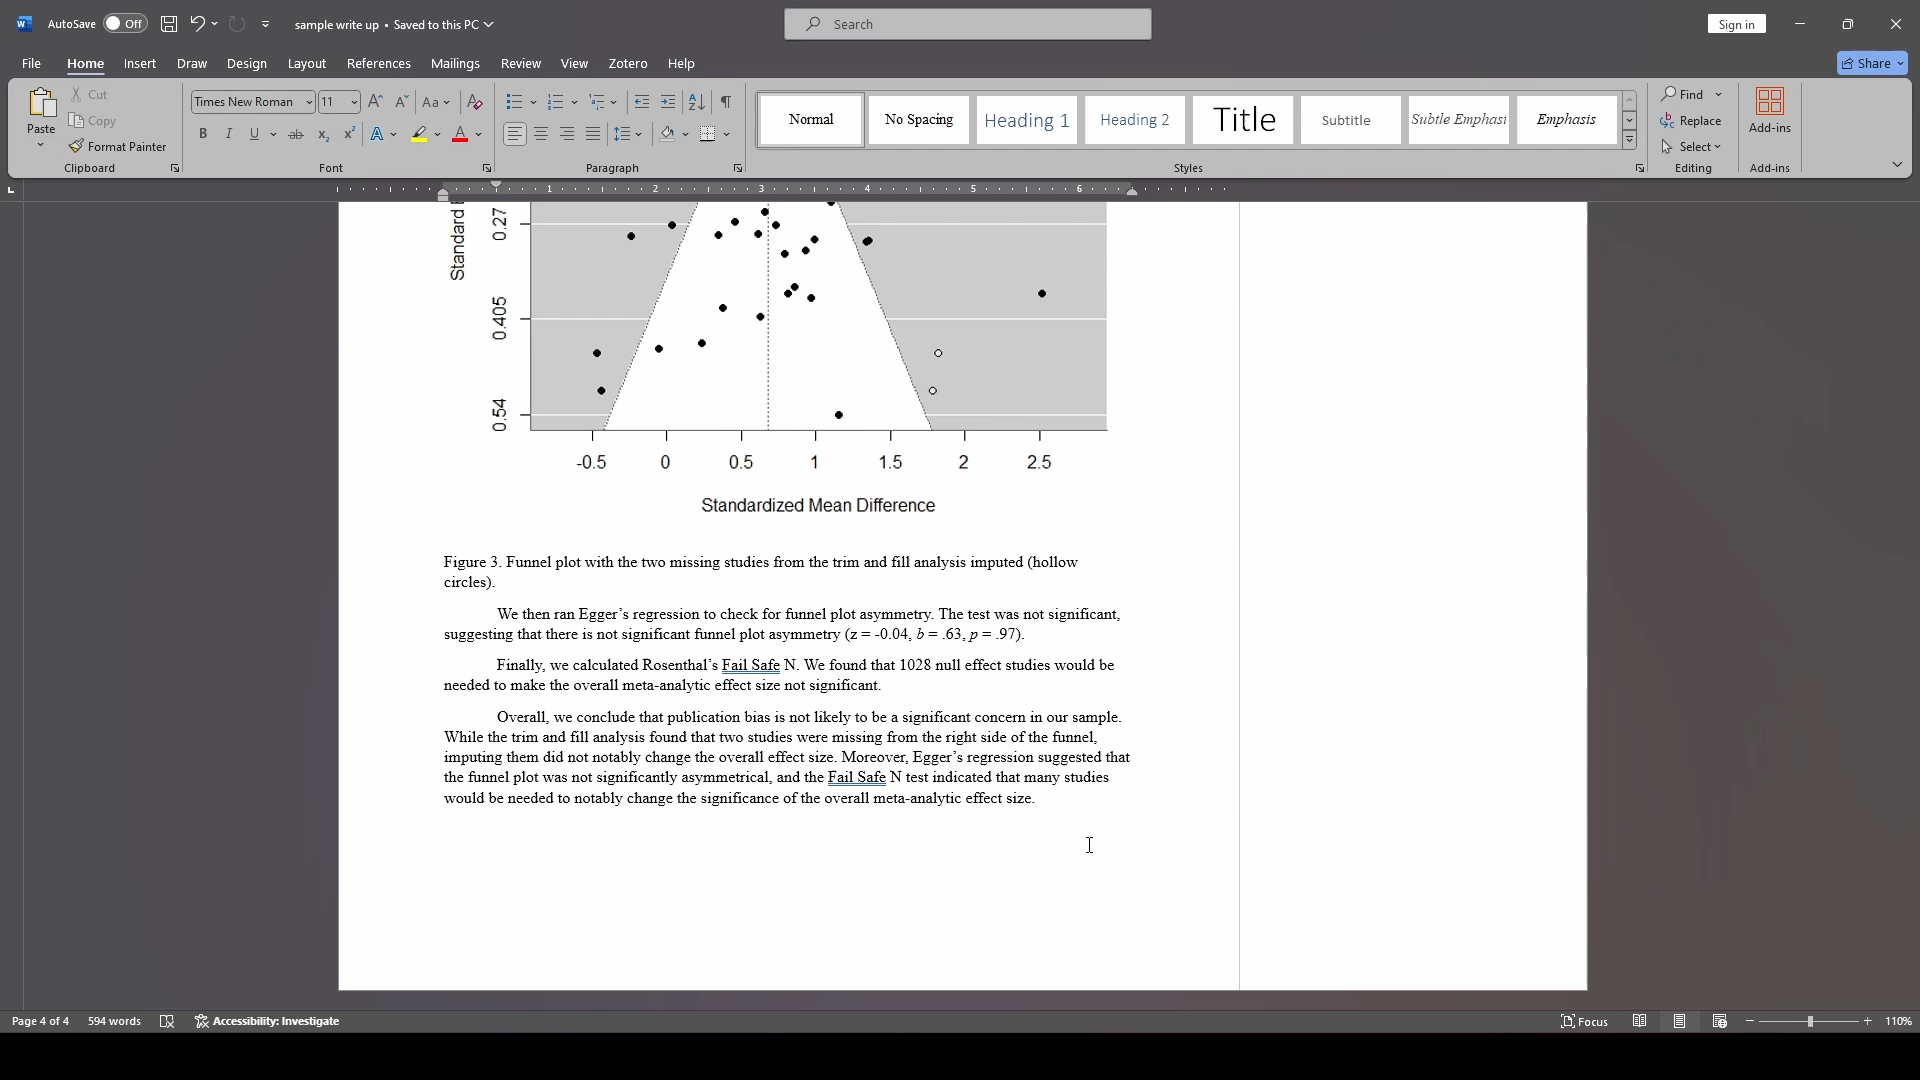 AutoSave Off sample write up • Saved to this PC Search Sign in
File Home Insert Draw Design Layout References Mailings Review View Zotero Help Share
Paste Cut Copy Format Painter Clipboard
Times New Roman 11 Font
Paragraph
Normal No Spacing Heading 1 Heading 2 Title Subtitle Subtle Emphasi Emphasis Styles
Find Replace Select Editing
Add-ins Add-ins
1 2 3 4 5 6
Standard
0.27
0.405
0.54
-0.5 0 0.5 1 1.5 2 2.5
Standardized Mean Difference
Figure 3. Funnel plot with the two missing studies from the trim and fill analysis imputed (hollow
circles).
We then ran Egger’s regression to check for funnel plot asymmetry. The test was not significant,
suggesting that there is not significant funnel plot asymmetry (z = -0.04, b = .63, p = .97).
Finally, we calculated Rosenthal’s Fail Safe N. We found that 1028 null effect studies would be
needed to make the overall meta-analytic effect size not significant.
Overall, we conclude that publication bias is not likely to be a significant concern in our sample.
While the trim and fill analysis found that two studies were missing from the right side of the funnel,
imputing them did not notably change the overall effect size. Moreover, Egger’s regression suggested that
the funnel plot was not significantly asymmetrical, and the Fail Safe N test indicated that many studies
would be needed to notably change the significance of the overall meta-analytic effect size.
Page 4 of 4 594 words Accessibility: Investigate Focus 110%